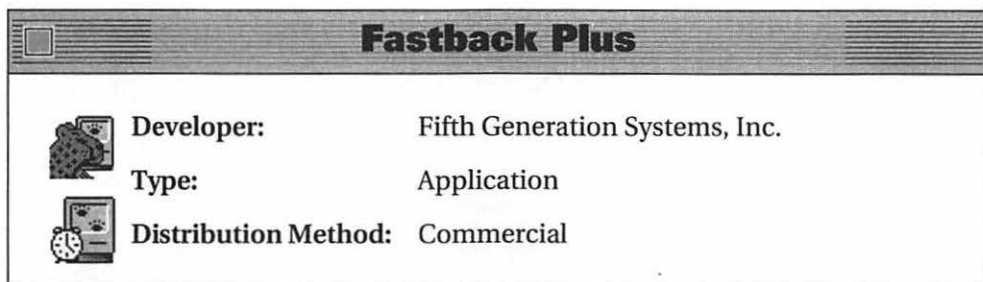 Fastback Plus
Developer: Fifth Generation Systems, Inc.
Type: Application
Distribution Method: Commercial